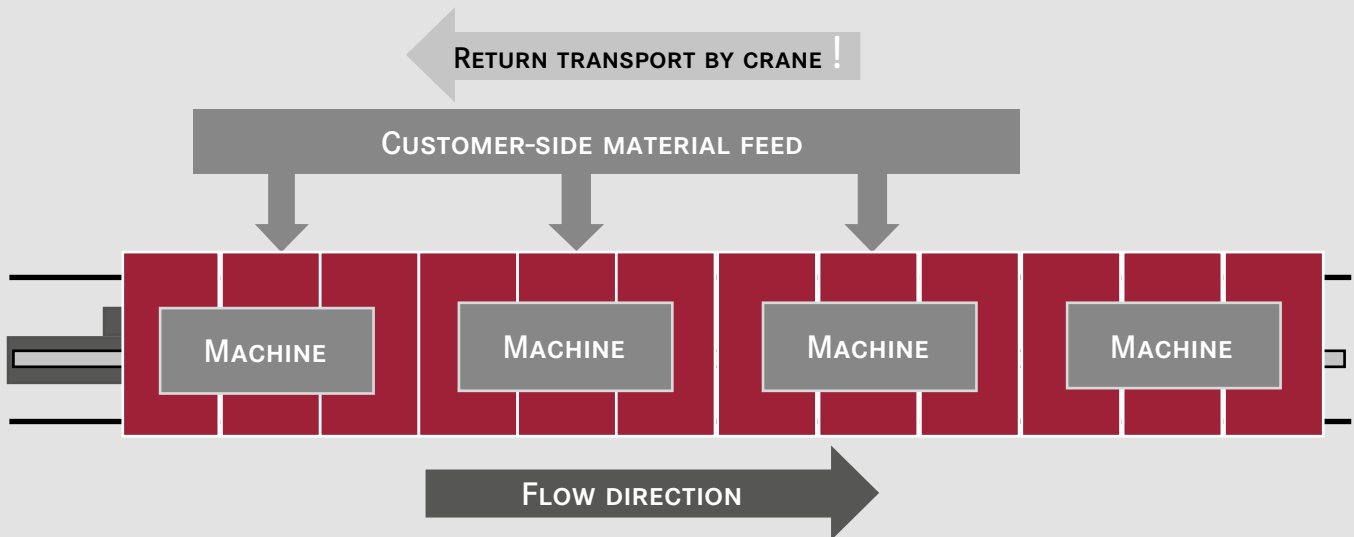 Return transport by crane !
Customer-side material feed
Machine
Machine
Machine
Machine
Flow direction